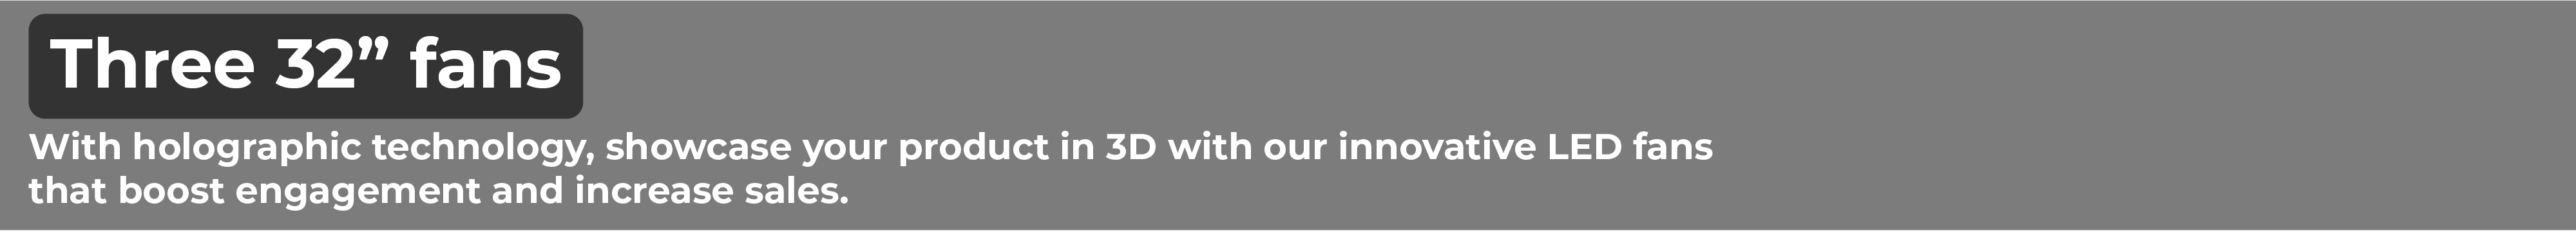 Three 32” fans
With holographic technology, showcase your product in 3D with our innovative LED fans
that boost engagement and increase sales.